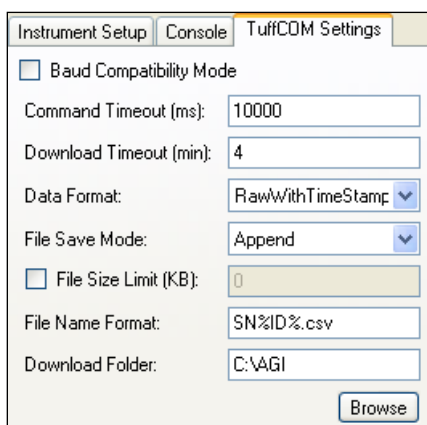 Instrument Setup Console TuffCOM Settings
Baud Compatibility Mode
Command Timeout (ms): 10000
Download Timeout (min): 4
Data Format: RawWithTimeStamp
File Save Mode: Append
File Size Limit (KB): 0
File Name Format: SN%ID%.csv
Download Folder: C:\AGI
Browse